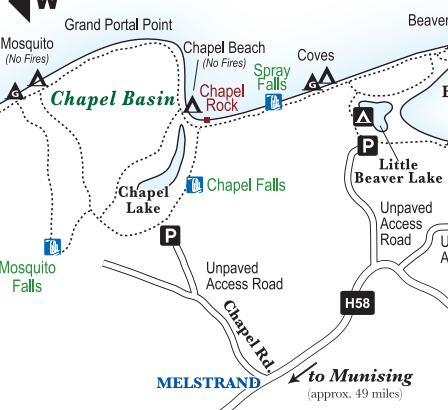 W
Grand Portal Point
Beaver
Mosquito
(No Fires)
Chapel Beach
(No Fires)
Coves
Spray
Falls
G
G
Chapel Basin
Chapel
Rock
P
Little
Beaver Lake
Chapel Falls
Chapel
Lake
Unpaved
Access
Road
P
Mosquito
Falls
Unpaved
Access Road
H58
Chapel Rd.
MELSTRAND
to Munising
(approx. 49 miles)